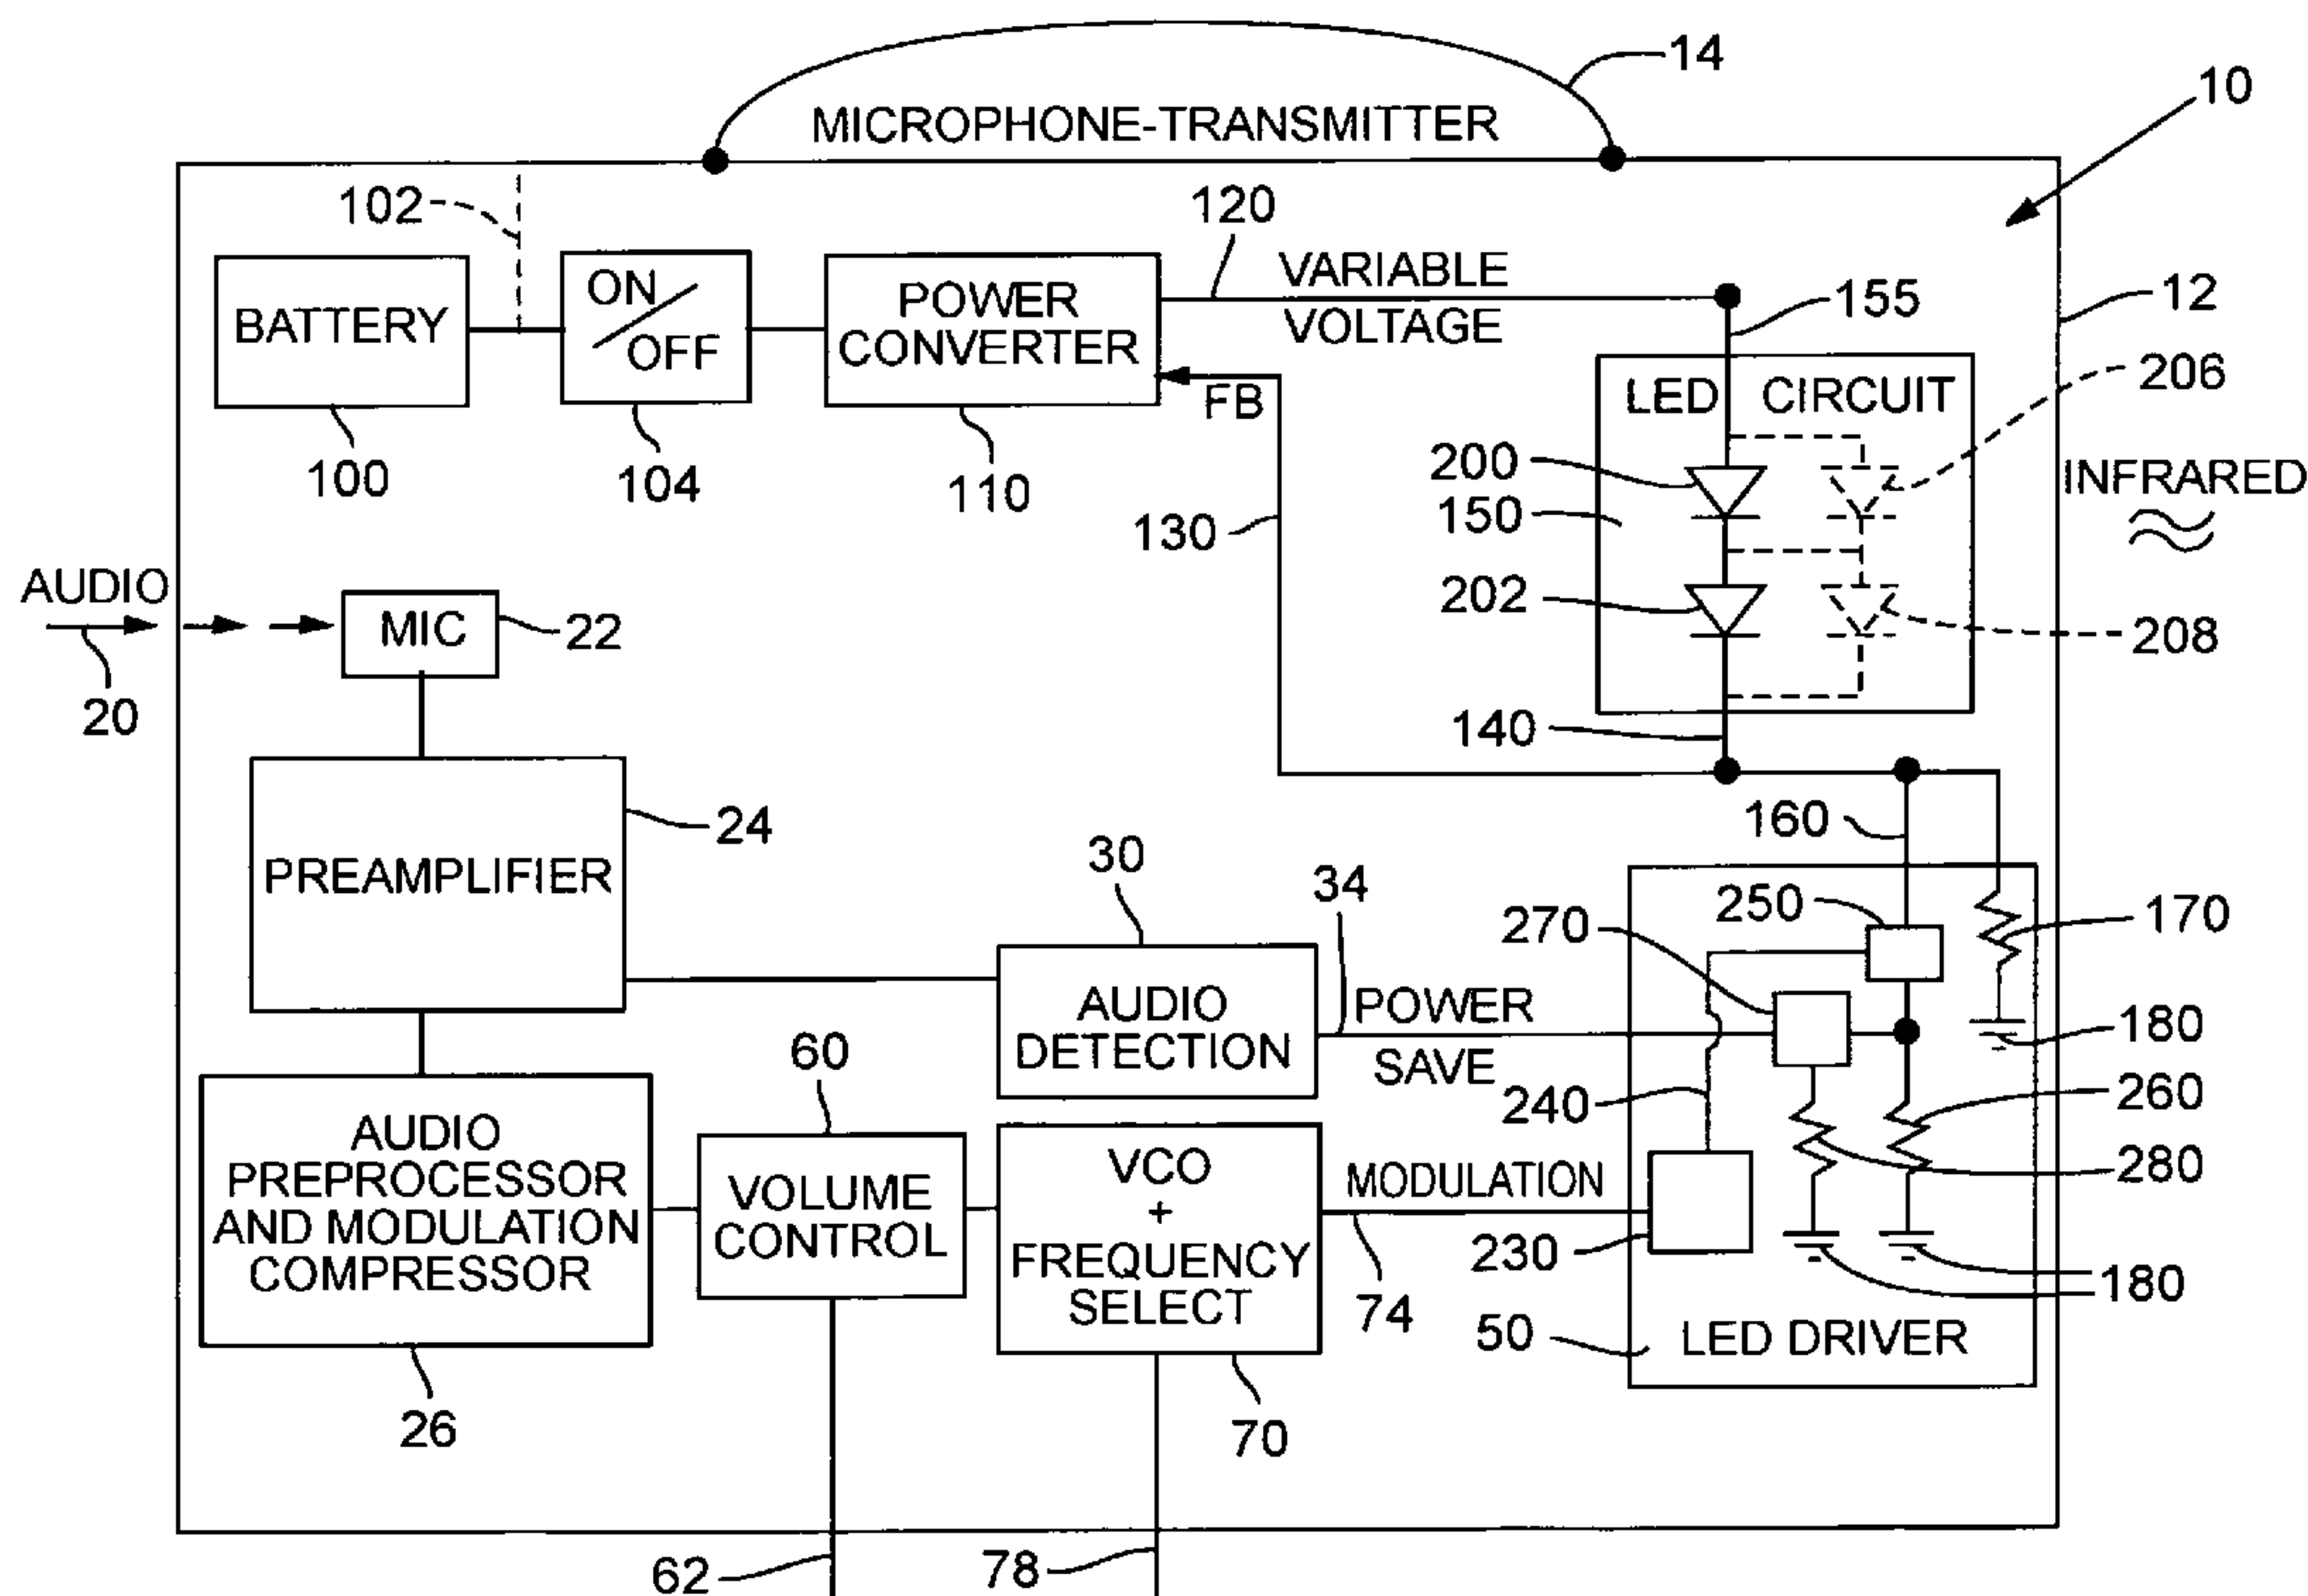 14
10
MICROPHONE-TRANSMITTER
102
120
12
BATTERY
ON
OFF
POWER
CONVERTER
VARIABLE
VOLTAGE
155
FB
LED CIRCUIT
206
100
104
110
200
150
INFRARED
130
AUDIO
20
MIC
22
202
208
140
PREAMPLIFIER
24
30
34
160
250
170
270
AUDIO
DETECTION
POWER
SAVE
180
240
260
60
AUDIO
PREPROCESSOR
AND MODULATION
COMPRESSOR
VOLUME
CONTROL
VCO
+
FREQUENCY
SELECT
MODULATION
280
230
180
74
50
LED DRIVER
26
70
62
78